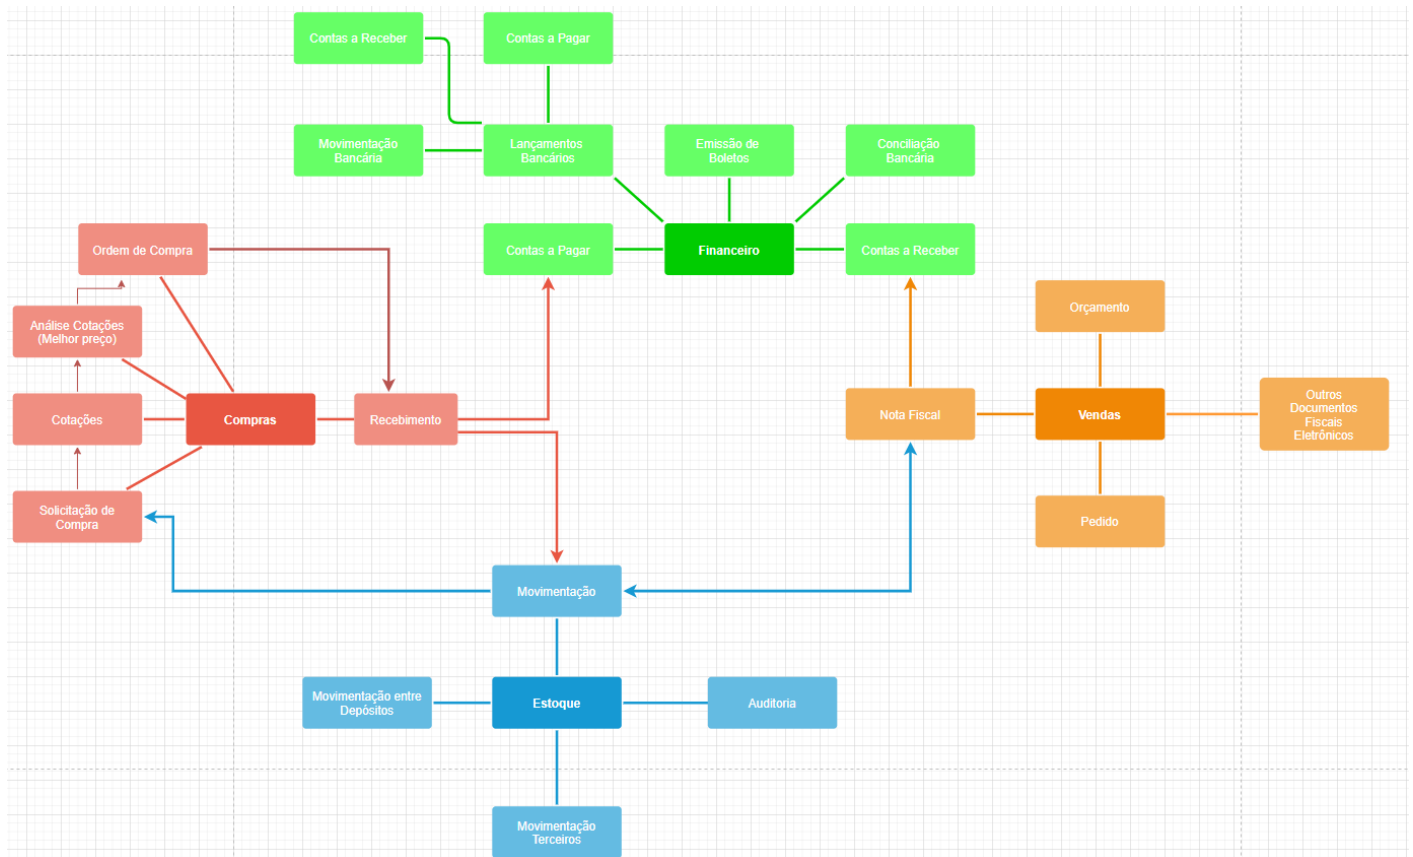 Contas a Receber
Contas a Pagar
Movimentação
Bancária
Lançamentos
Bancários
Emissão de
Boletos
Conciliação
Bancária
Ordem de Compra
Contas a Pagar
Financeiro
Contas a Receber
Análise Cotações
(Melhor preço)
Orçamento
Cotações
Compras
Recebimento
Nota Fiscal
Vendas
Outros
Documentos
Fiscais
Eletrônicos
Solicitação de
Compra
Pedido
Movimentação
Movimentação entre
Depósitos
Estoque
Auditoria
Movimentação
Terceiros